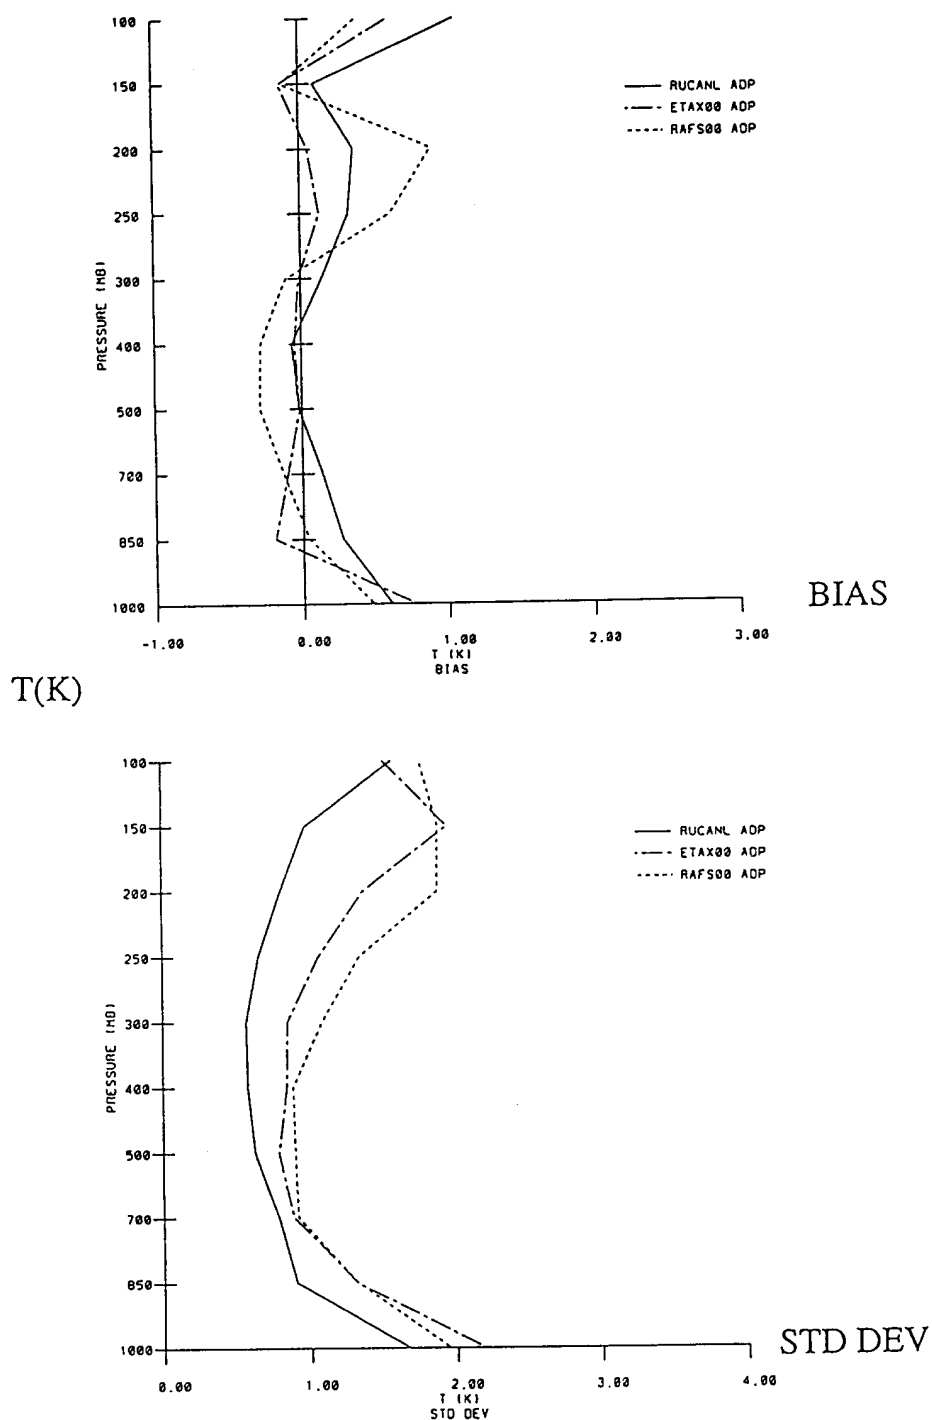 100
150
200
250
300
400
500
700
850
1000
PRESSURE (MB)
RUCANL ADP
ETAX00 ADP
RAFS00 ADP
-1.00 0.00 1.00 2.00 3.00
T (K)
BIAS
BIAS
T(K)
100
150
200
250
300
400
500
700
850
1000
PRESSURE (MB)
RUCANL ADP
ETAX00 ADP
RAFS00 ADP
0.00 1.00 2.00 3.00 4.00
T (K)
STD DEV
STD DEV